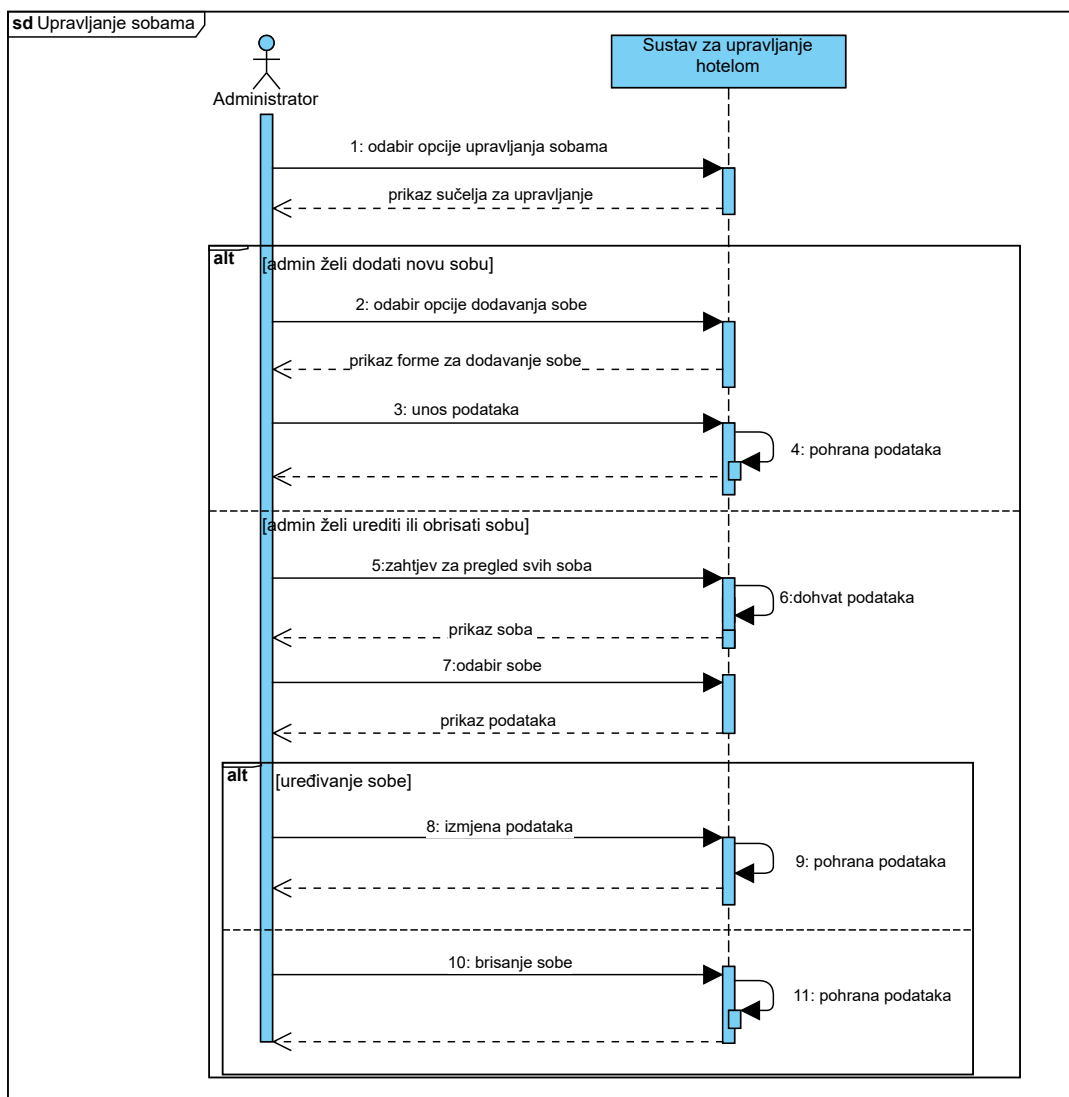 sd Upravljanje sobama
Sustav za upravljanje
hotelom
Administrator
1: odabir opcije upravljanja sobama
prikaz sučelja za upravljanje
alt
[admin želi dodati novu sobu]
2: odabir opcije dodavanja sobe
prikaz forme za dodavanje sobe
3: unos podataka
4: pohrana podataka
[admin želi urediti ili obrisati sobu]
5:zahtjev za pregled svih soba
6:dohvat podataka
prikaz soba
7:odabir sobe
prikaz podataka
alt
[uređivanje sobe]
8: izmjena podataka
9: pohrana podataka
10: brisanje sobe
11: pohrana podataka